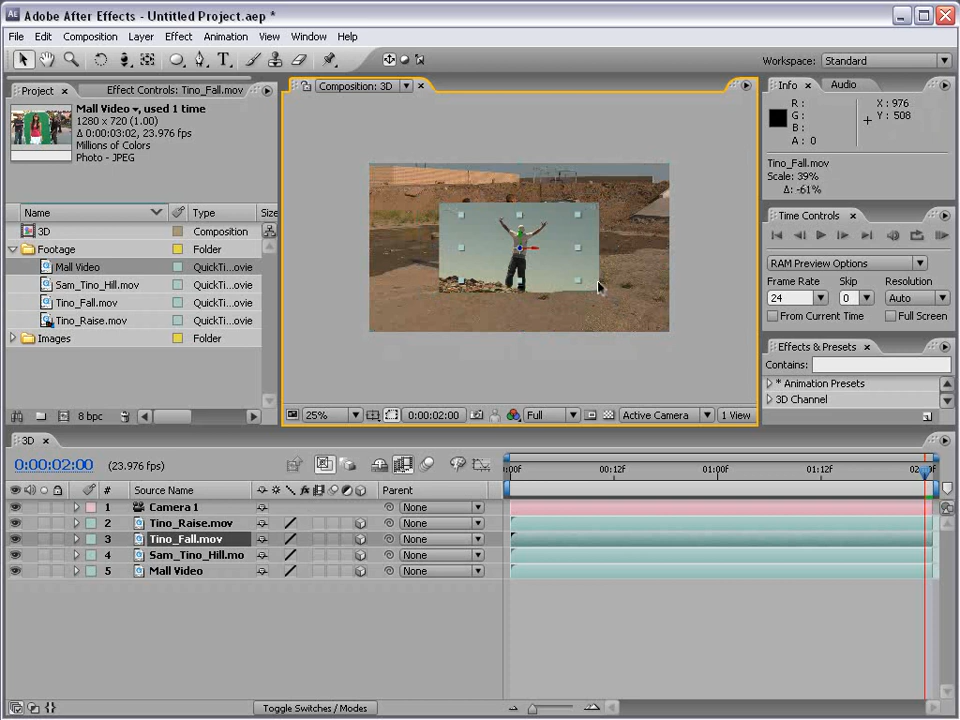 Adobe After Effects - Untitled Project.aep *
File Edit Composition Layer Effect Animation View Window Help
Workspace: Standard
Project × Effect Controls: Tino_Fall.mov
Mall Video, used 1 time
1280 x 720 (1.00)
Δ 0:00:03:02, 23.976 fps
Millions of Colors
Photo - JPEG
Name Type Size
3D Composition
Footage Folder
Mall Video QuickTi...ovie
Sam_Tino_Hill.mov QuickTi...ovie
Tino_Fall.mov QuickTi...ovie
Tino_Raise.mov QuickTi...ovie
Images Folder
8 bpc
Composition: 3D ×
25% 0:00:02:00 Full Active Camera 1 View
Info × Audio
R: X: 976
G: Y: 508
B:
A: 0
Tino_Fall.mov
Scale: 39%
Δ: -61%
Time Controls ×
RAM Preview Options
Frame Rate Skip Resolution
24 0 Auto
From Current Time Full Screen
Effects & Presets ×
Contains:
* Animation Presets
3D Channel
3D ×
0:00:02:00 (23.976 fps)
:00F 00:12F 01:00F 01:12F
# Source Name Parent
1 Camera 1 None
2 Tino_Raise.mov None
3 Tino_Fall.mov None
4 Sam_Tino_Hill.mo None
5 Mall Video None
Toggle Switches / Modes